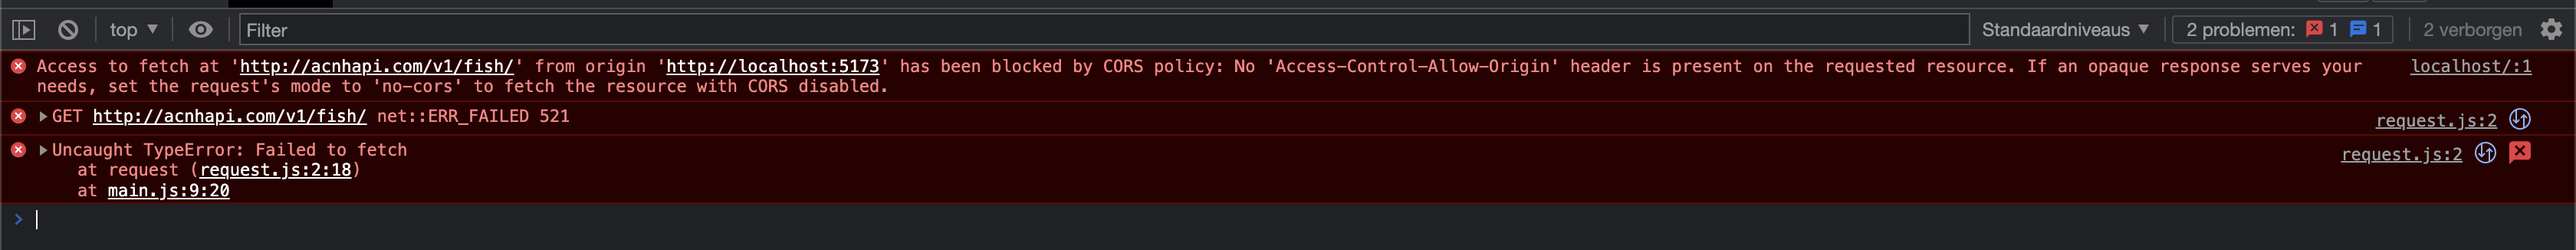 top
Filter
Standaardniveaus
2 problemen: 1 1
2 verborgen
Access to fetch at 'http://acnhapi.com/v1/fish/' from origin 'http://localhost:5173' has been blocked by CORS policy: No 'Access-Control-Allow-Origin' header is present on the requested resource. If an opaque response serves your
localhost/:1
needs, set the request's mode to 'no-cors' to fetch the resource with CORS disabled.
GET http://acnhapi.com/v1/fish/ net::ERR_FAILED 521
request.js:2
Uncaught TypeError: Failed to fetch
request.js:2
at request (request.js:2:18)
at main.js:9:20